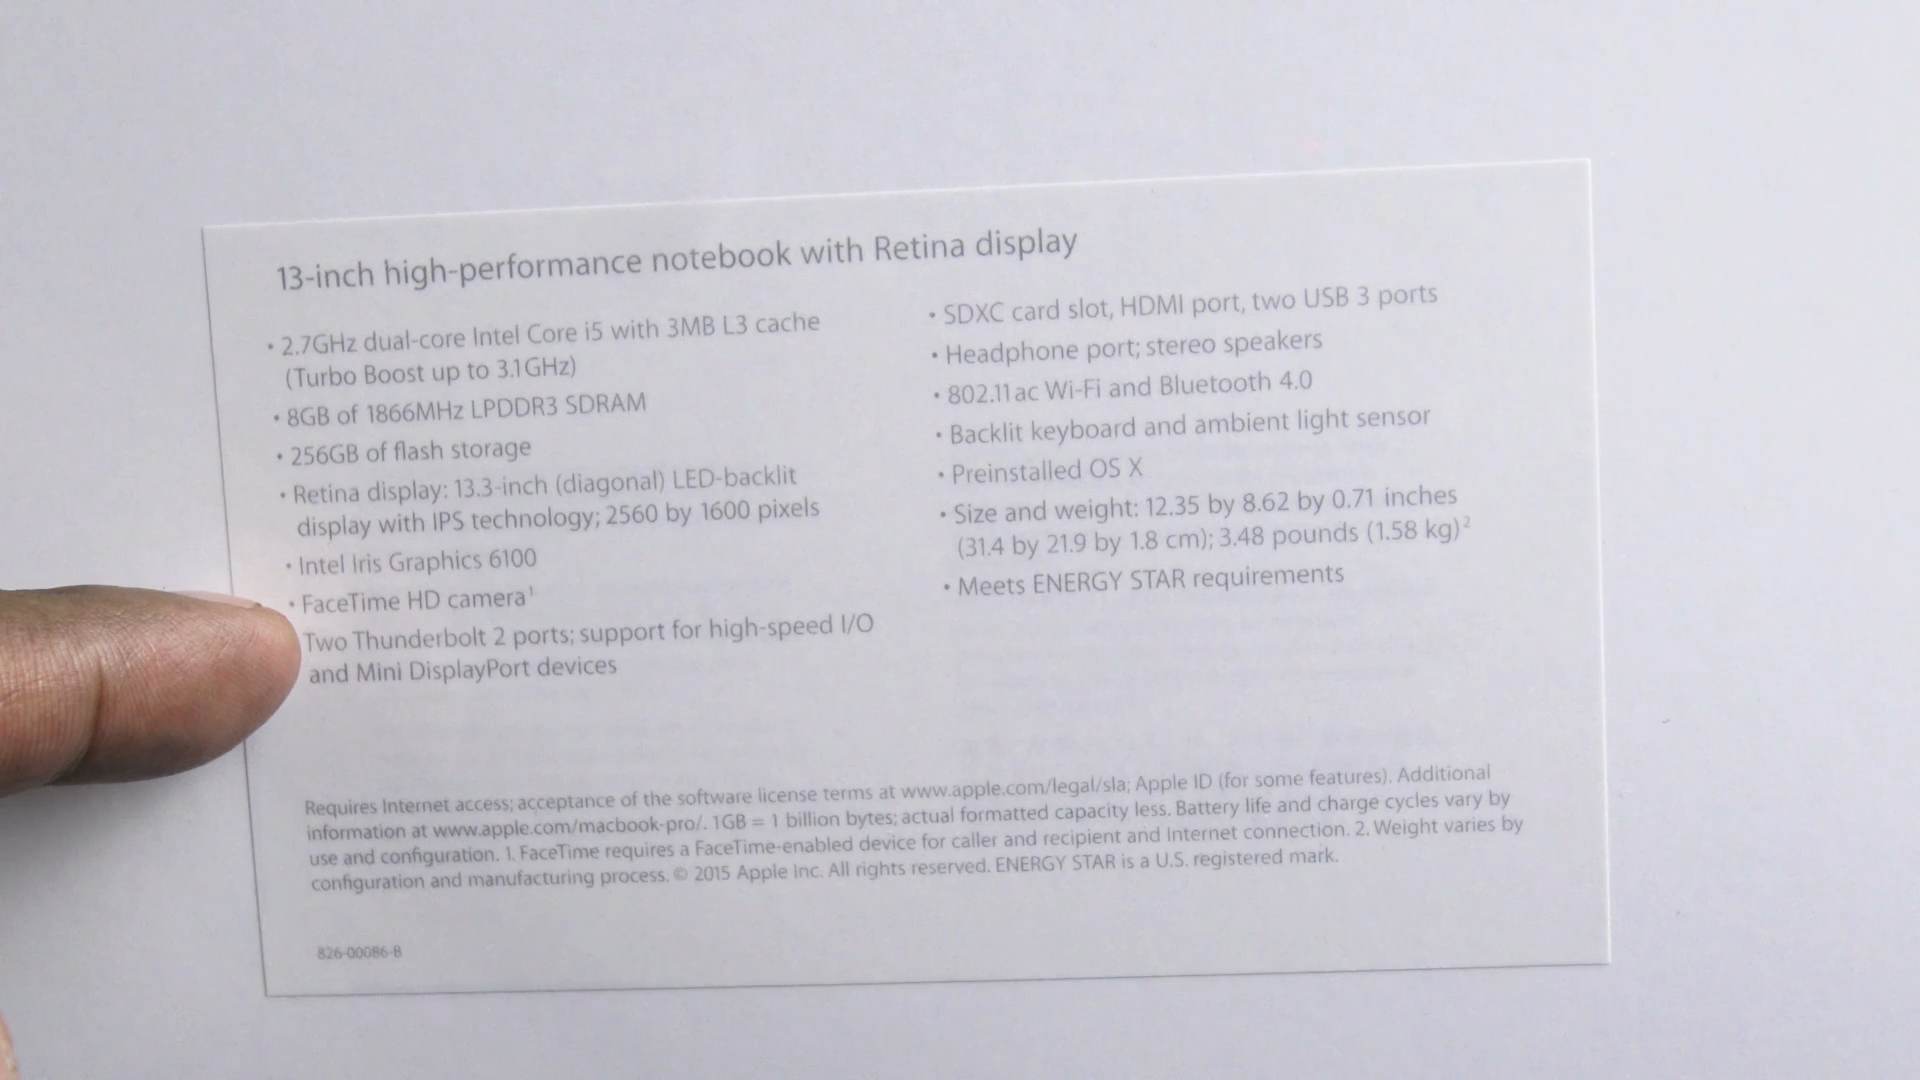 13-inch high-performance notebook with Retina display
• 2.7GHz dual-core Intel Core i5 with 3MB L3 cache
(Turbo Boost up to 3.1GHz)
• 8GB of 1866MHz LPDDR3 SDRAM
• 256GB of flash storage
• Retina display: 13.3-inch (diagonal) LED-backlit
display with IPS technology; 2560 by 1600 pixels
• Intel Iris Graphics 6100
• FaceTime HD camera¹
Two Thunderbolt 2 ports; support for high-speed I/O
and Mini DisplayPort devices
• SDXC card slot, HDMI port, two USB 3 ports
• Headphone port; stereo speakers
• 802.11ac Wi-Fi and Bluetooth 4.0
• Backlit keyboard and ambient light sensor
• Preinstalled OS X
• Size and weight: 12.35 by 8.62 by 0.71 inches
(31.4 by 21.9 by 1.8 cm); 3.48 pounds (1.58 kg)²
• Meets ENERGY STAR requirements
Requires Internet access; acceptance of the software license terms at www.apple.com/legal/sla; Apple ID (for some features). Additional
information at www.apple.com/macbook-pro/. 1GB = 1 billion bytes; actual formatted capacity less. Battery life and charge cycles vary by
use and configuration. 1. FaceTime requires a FaceTime-enabled device for caller and recipient and Internet connection. 2. Weight varies by
configuration and manufacturing process. © 2015 Apple Inc. All rights reserved. ENERGY STAR is a U.S. registered mark.
826-00086-B